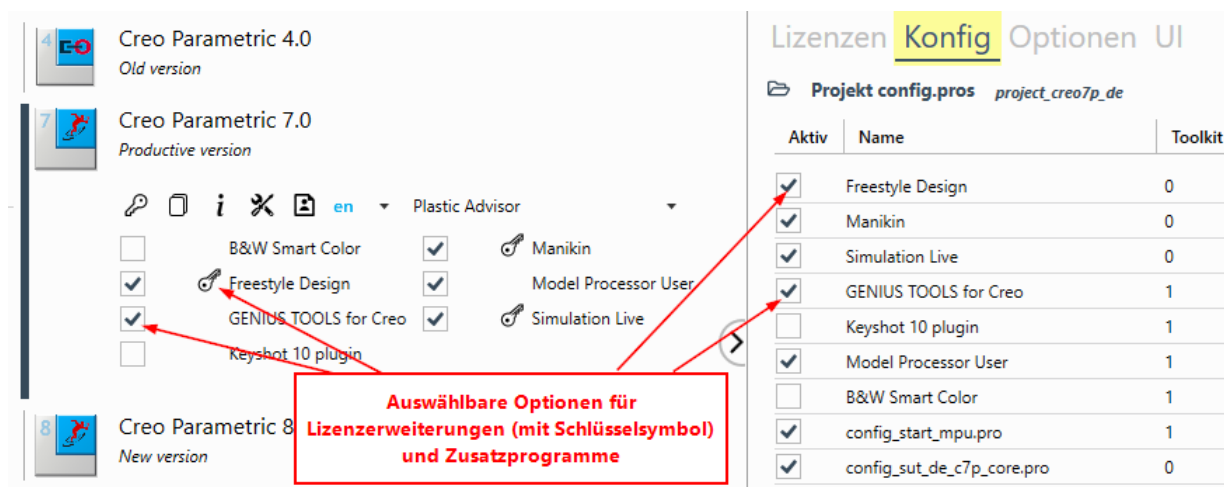 4
Creo Parametric 4.0
Old version
7
Creo Parametric 7.0
Productive version
i en Plastic Advisor
B&W Smart Color Manikin
Freestyle Design Model Processor User
GENIUS TOOLS for Creo Simulation Live
Keyshot 10 plugin
Auswählbare Optionen für
Lizenzerweiterungen (mit Schlüsselsymbol)
und Zusatzprogramme
8
Creo Parametric 8
New version
Lizenzen Konfig Optionen UI
Projekt config.pros project_creo7p_de
Aktiv Name Toolkit
Freestyle Design 0
Manikin 0
Simulation Live 0
GENIUS TOOLS for Creo 1
Keyshot 10 plugin 1
Model Processor User 1
B&W Smart Color 1
config_start_mpu.pro 1
config_sut_de_c7p_core.pro 0